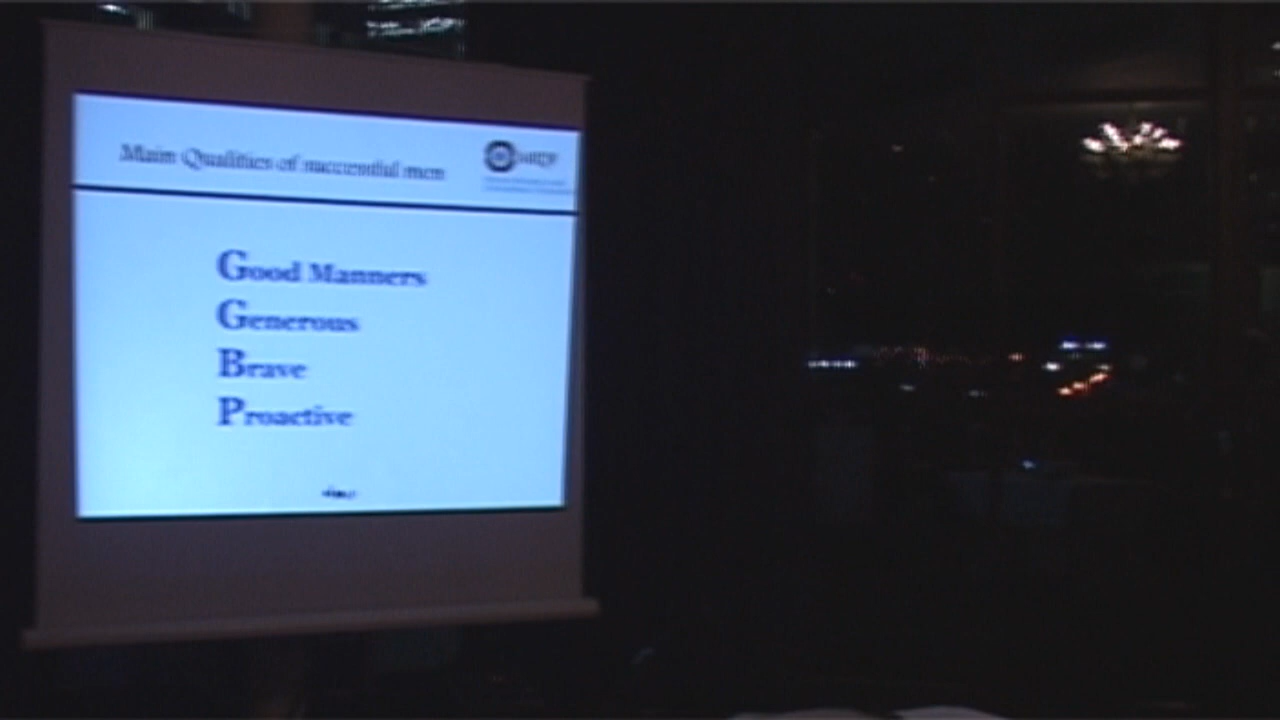 Main Qualities of successful men
Good Manners
Generous
Brave
Proactive